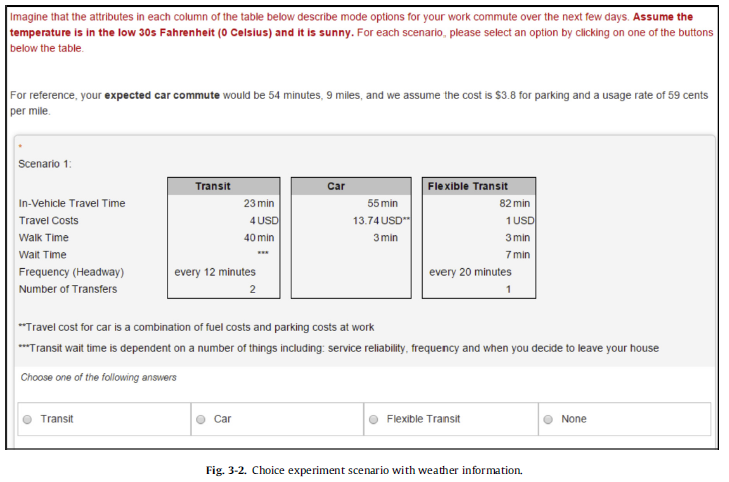 Imagine that the attributes in each column of the table below describe mode options for your work commute over the next few days. Assume the
temperature is in the low 30s Fahrenheit (0 Celsius) and it is sunny. For each scenario, please select an option by clicking on one of the buttons
below the table.
For reference, your expected car commute would be 54 minutes, 9 miles, and we assume the cost is $3.8 for parking and a usage rate of 59 cents
per mile.
*
Scenario 1:
Transit Car Flexible Transit
In-Vehicle Travel Time 23 min 55 min 82 min
Travel Costs 4 USD 13.74 USD** 1 USD
Walk Time 40 min 3 min 3 min
Wait Time *** 7 min
Frequency (Headway) every 12 minutes every 20 minutes
Number of Transfers 2 1
**Travel cost for car is a combination of fuel costs and parking costs at work
***Transit wait time is dependent on a number of things including: service reliability, frequency and when you decide to leave your house
Choose one of the following answers
Transit Car Flexible Transit None
Fig. 3-2. Choice experiment scenario with weather information.